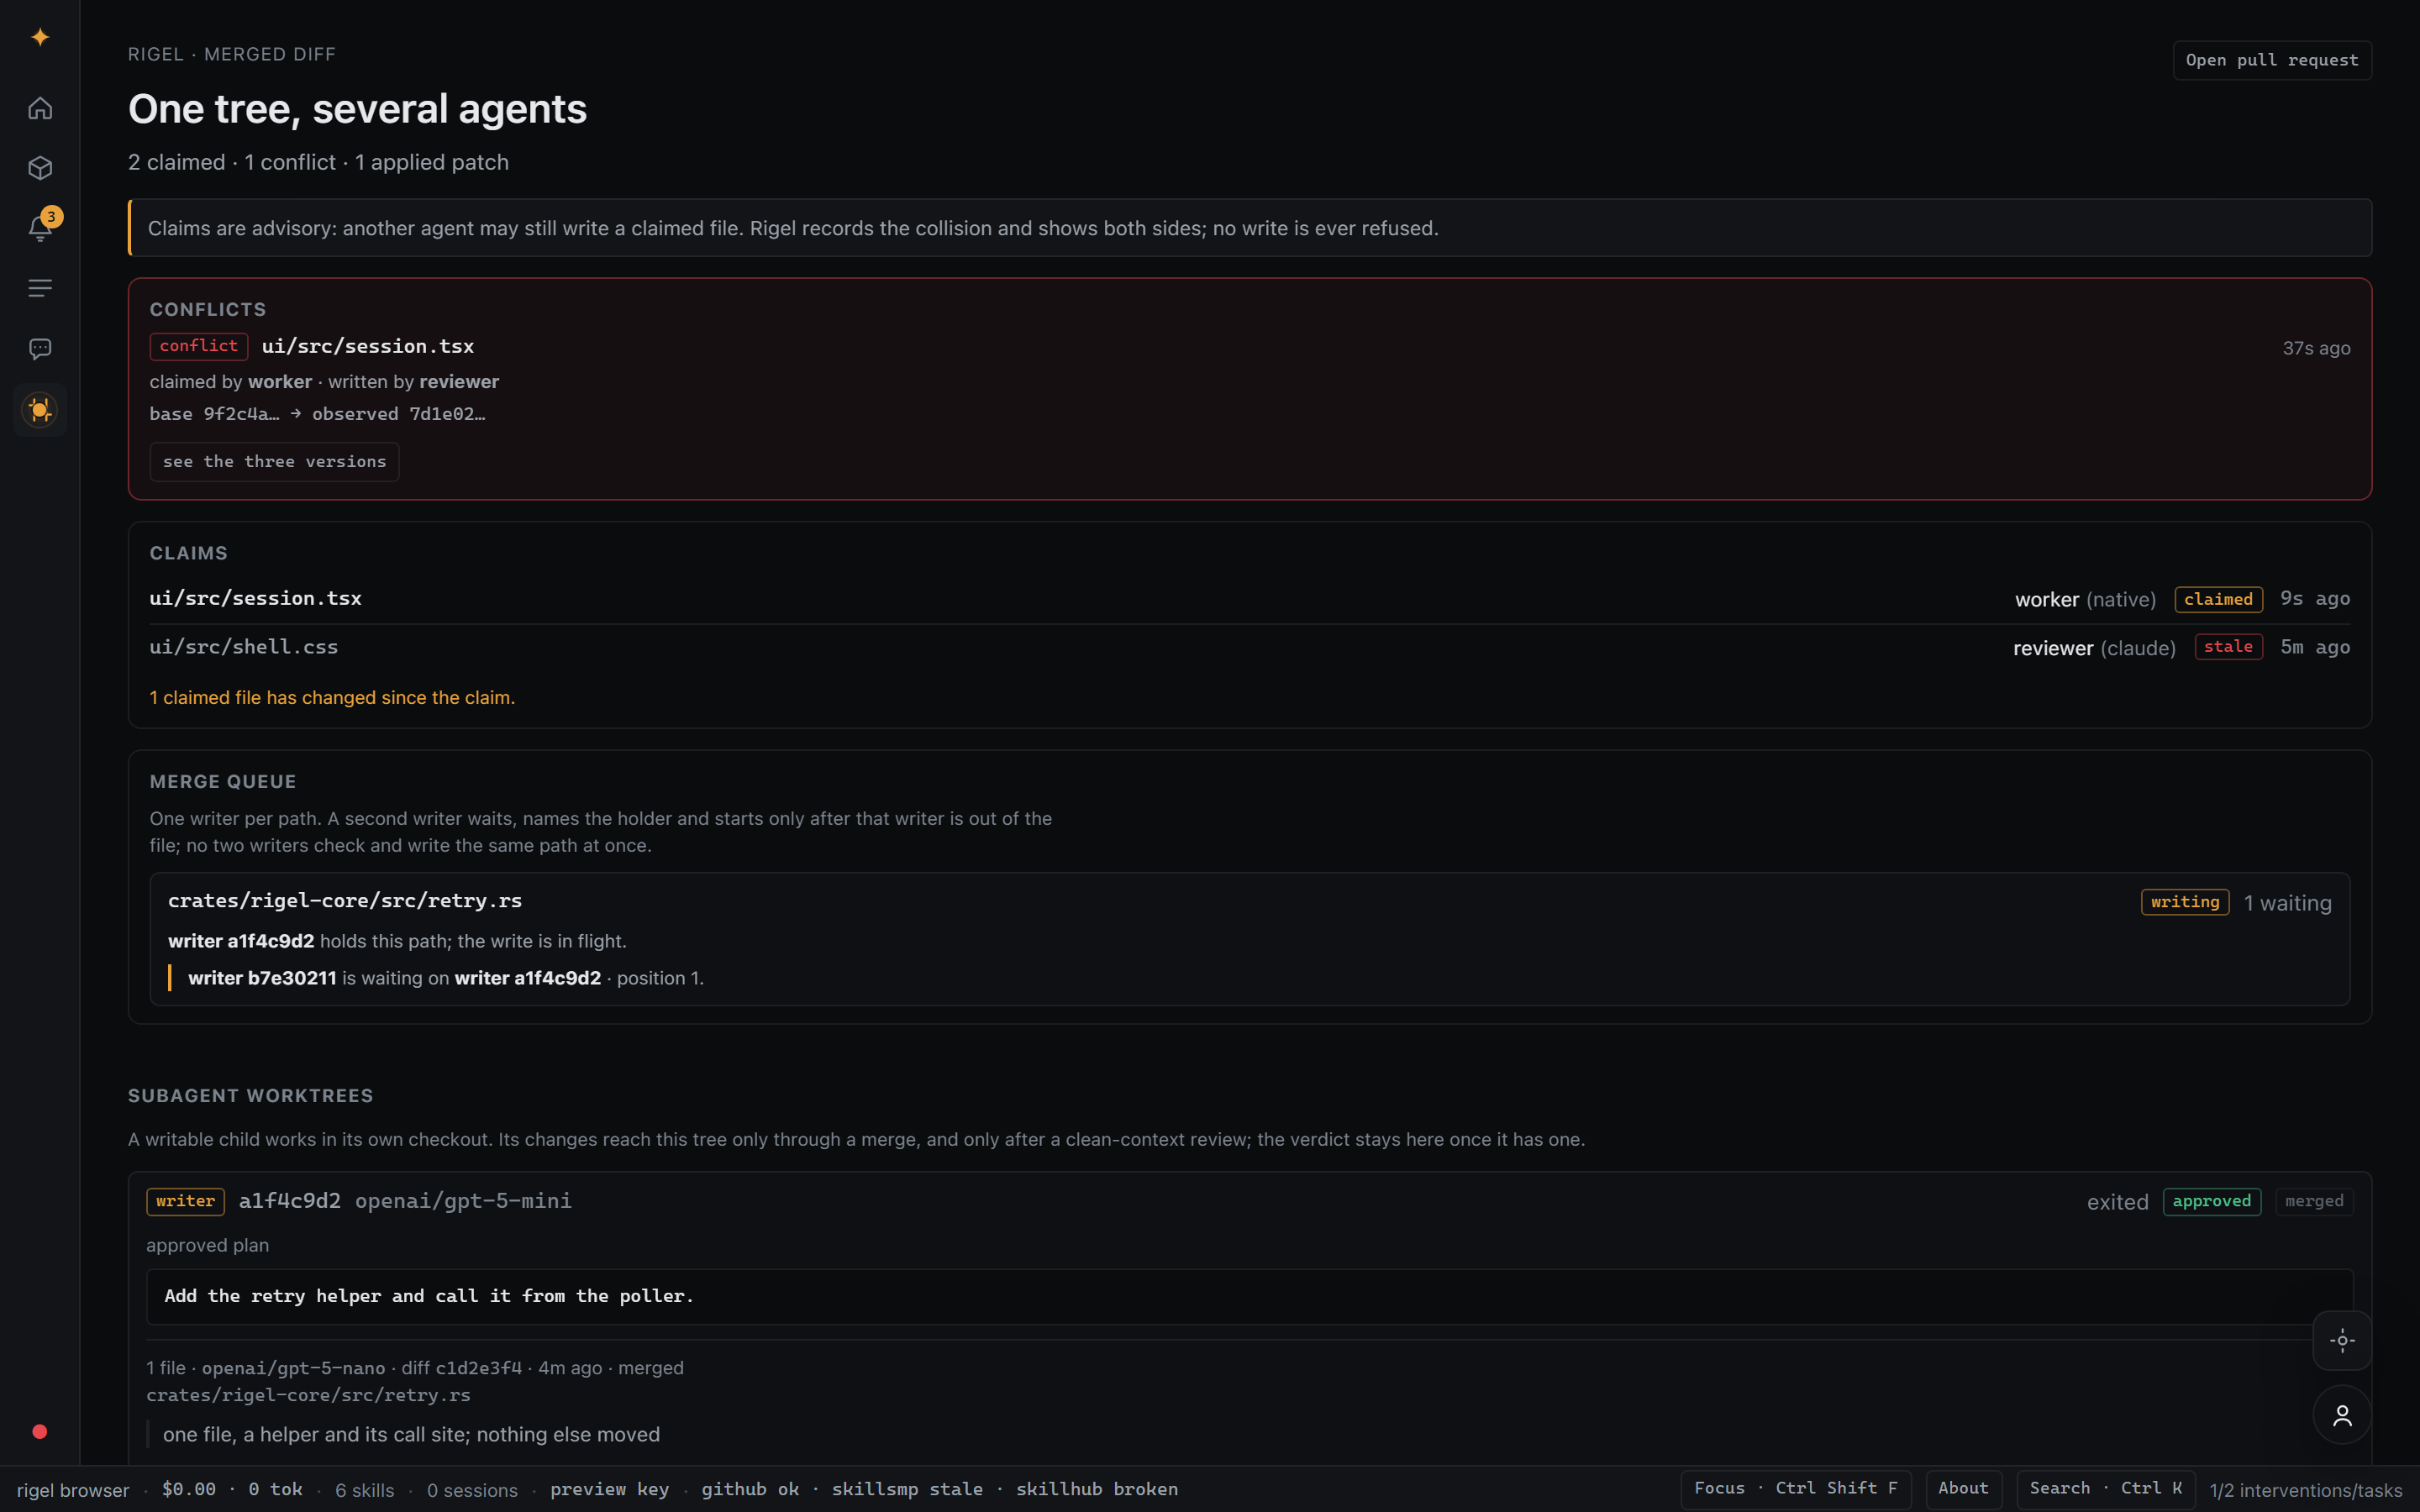 RIGEL · MERGED DIFF
Open pull request
One tree, several agents
2 claimed · 1 conflict · 1 applied patch
3
Claims are advisory: another agent may still write a claimed file. Rigel records the collision and shows both sides; no write is ever refused.
CONFLICTS
conflict ui/src/session.tsx 37s ago
claimed by worker · written by reviewer
base 9f2c4a… → observed 7d1e02…
see the three versions
CLAIMS
ui/src/session.tsx worker (native) claimed 9s ago
ui/src/shell.css reviewer (claude) stale 5m ago
1 claimed file has changed since the claim.
MERGE QUEUE
One writer per path. A second writer waits, names the holder and starts only after that writer is out of the
file; no two writers check and write the same path at once.
crates/rigel-core/src/retry.rs writing 1 waiting
writer a1f4c9d2 holds this path; the write is in flight.
writer b7e30211 is waiting on writer a1f4c9d2 · position 1.
SUBAGENT WORKTREES
A writable child works in its own checkout. Its changes reach this tree only through a merge, and only after a clean-context review; the verdict stays here once it has one.
writer a1f4c9d2 openai/gpt-5-mini exited approved merged
approved plan
Add the retry helper and call it from the poller.
1 file · openai/gpt-5-nano · diff c1d2e3f4 · 4m ago · merged
crates/rigel-core/src/retry.rs
one file, a helper and its call site; nothing else moved
rigel browser · $0.00 · 0 tok · 6 skills · 0 sessions · preview key · github ok · skillsmp stale · skillhub broken Focus · Ctrl Shift F About Search · Ctrl K 1/2 interventions/tasks